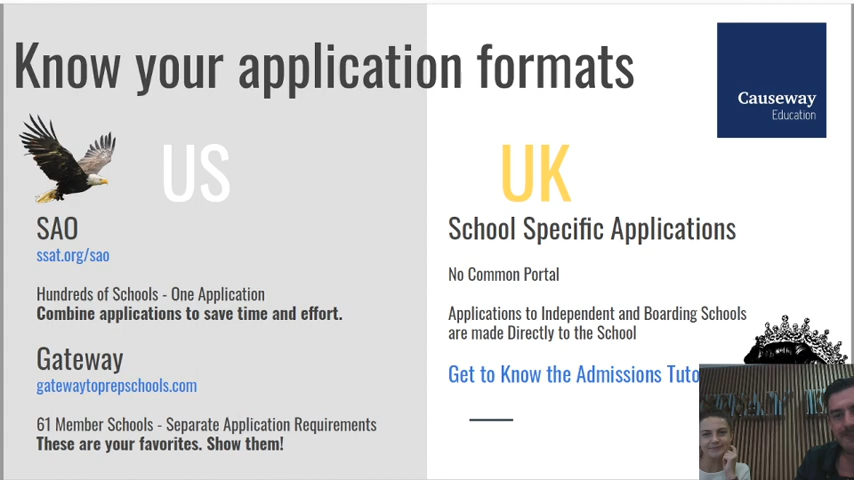 Know your application formats
Causeway
Education
US
SAO
ssat.org/sao
Hundreds of Schools - One Application
Combine applications to save time and effort.
Gateway
gatewaytoprepschools.com
61 Member Schools - Separate Application Requirements
These are your favorites. Show them!
UK
School Specific Applications
No Common Portal
Applications to Independent and Boarding Schools
are made Directly to the School
Get to Know the Admissions